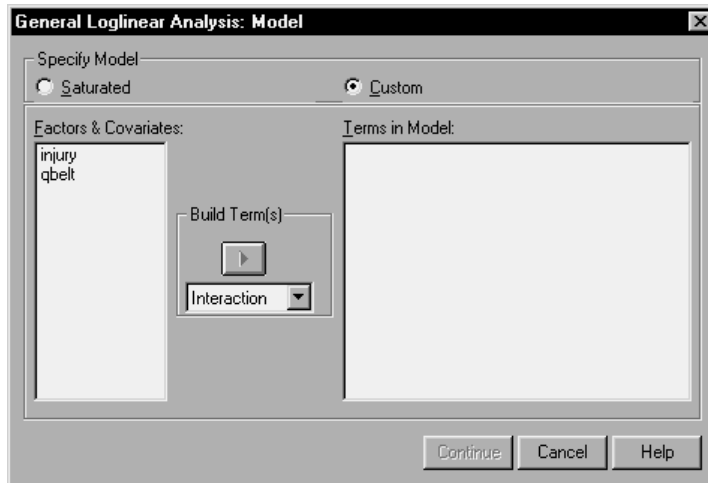 General Loglinear Analysis: Model
Specify Model
Saturated
Custom
Factors & Covariates:
Terms in Model:
injury
qbelt
Build Term(s)
Interaction
Continue
Cancel
Help